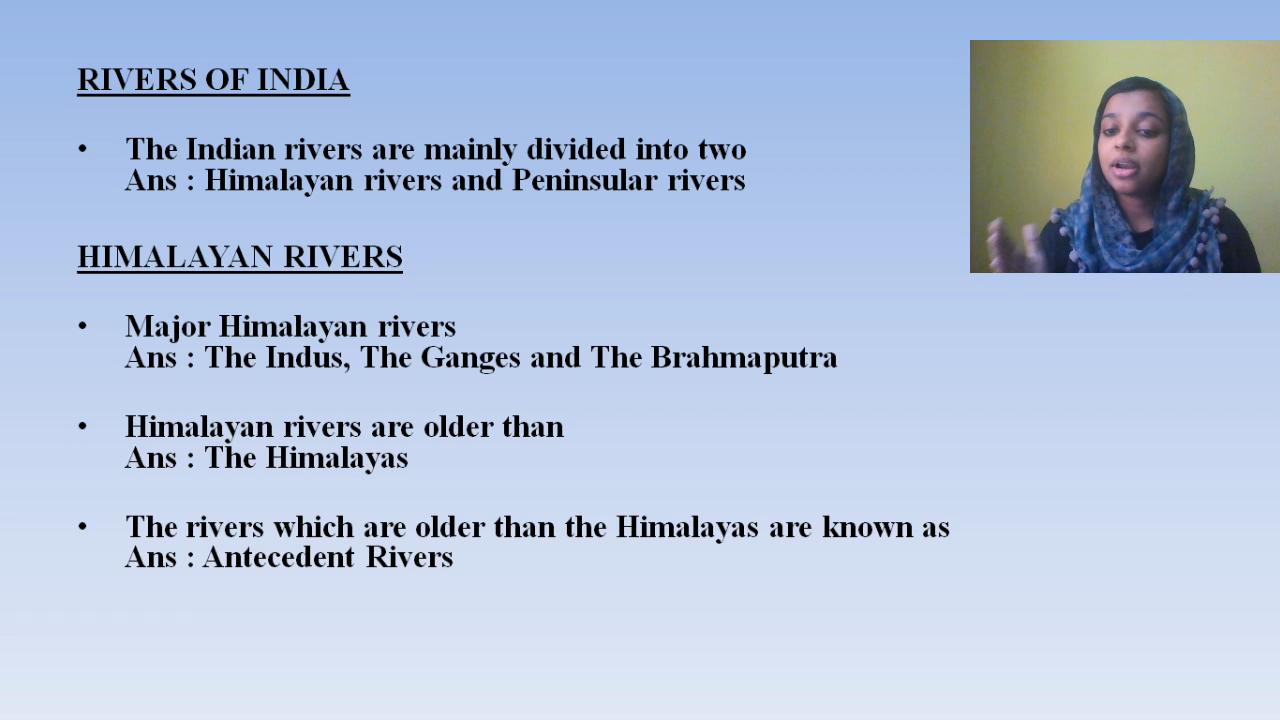 RIVERS OF INDIA
• The Indian rivers are mainly divided into two
Ans : Himalayan rivers and Peninsular rivers
HIMALAYAN RIVERS
• Major Himalayan rivers
Ans : The Indus, The Ganges and The Brahmaputra
• Himalayan rivers are older than
Ans : The Himalayas
• The rivers which are older than the Himalayas are known as
Ans : Antecedent Rivers